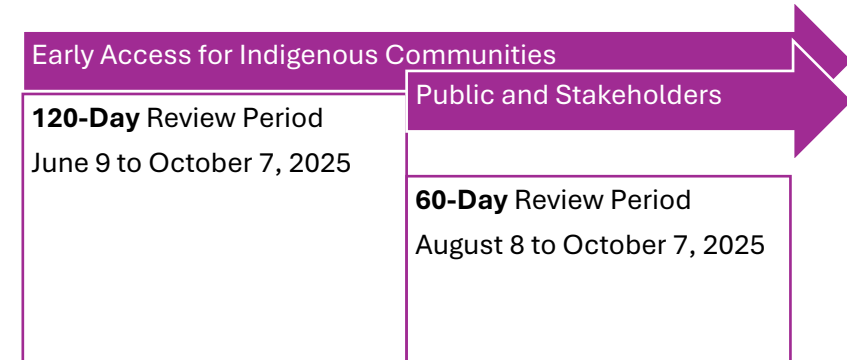 Early Access for Indigenous Communities
Public and Stakeholders
120-Day Review Period
June 9 to October 7, 2025
60-Day Review Period
August 8 to October 7, 2025